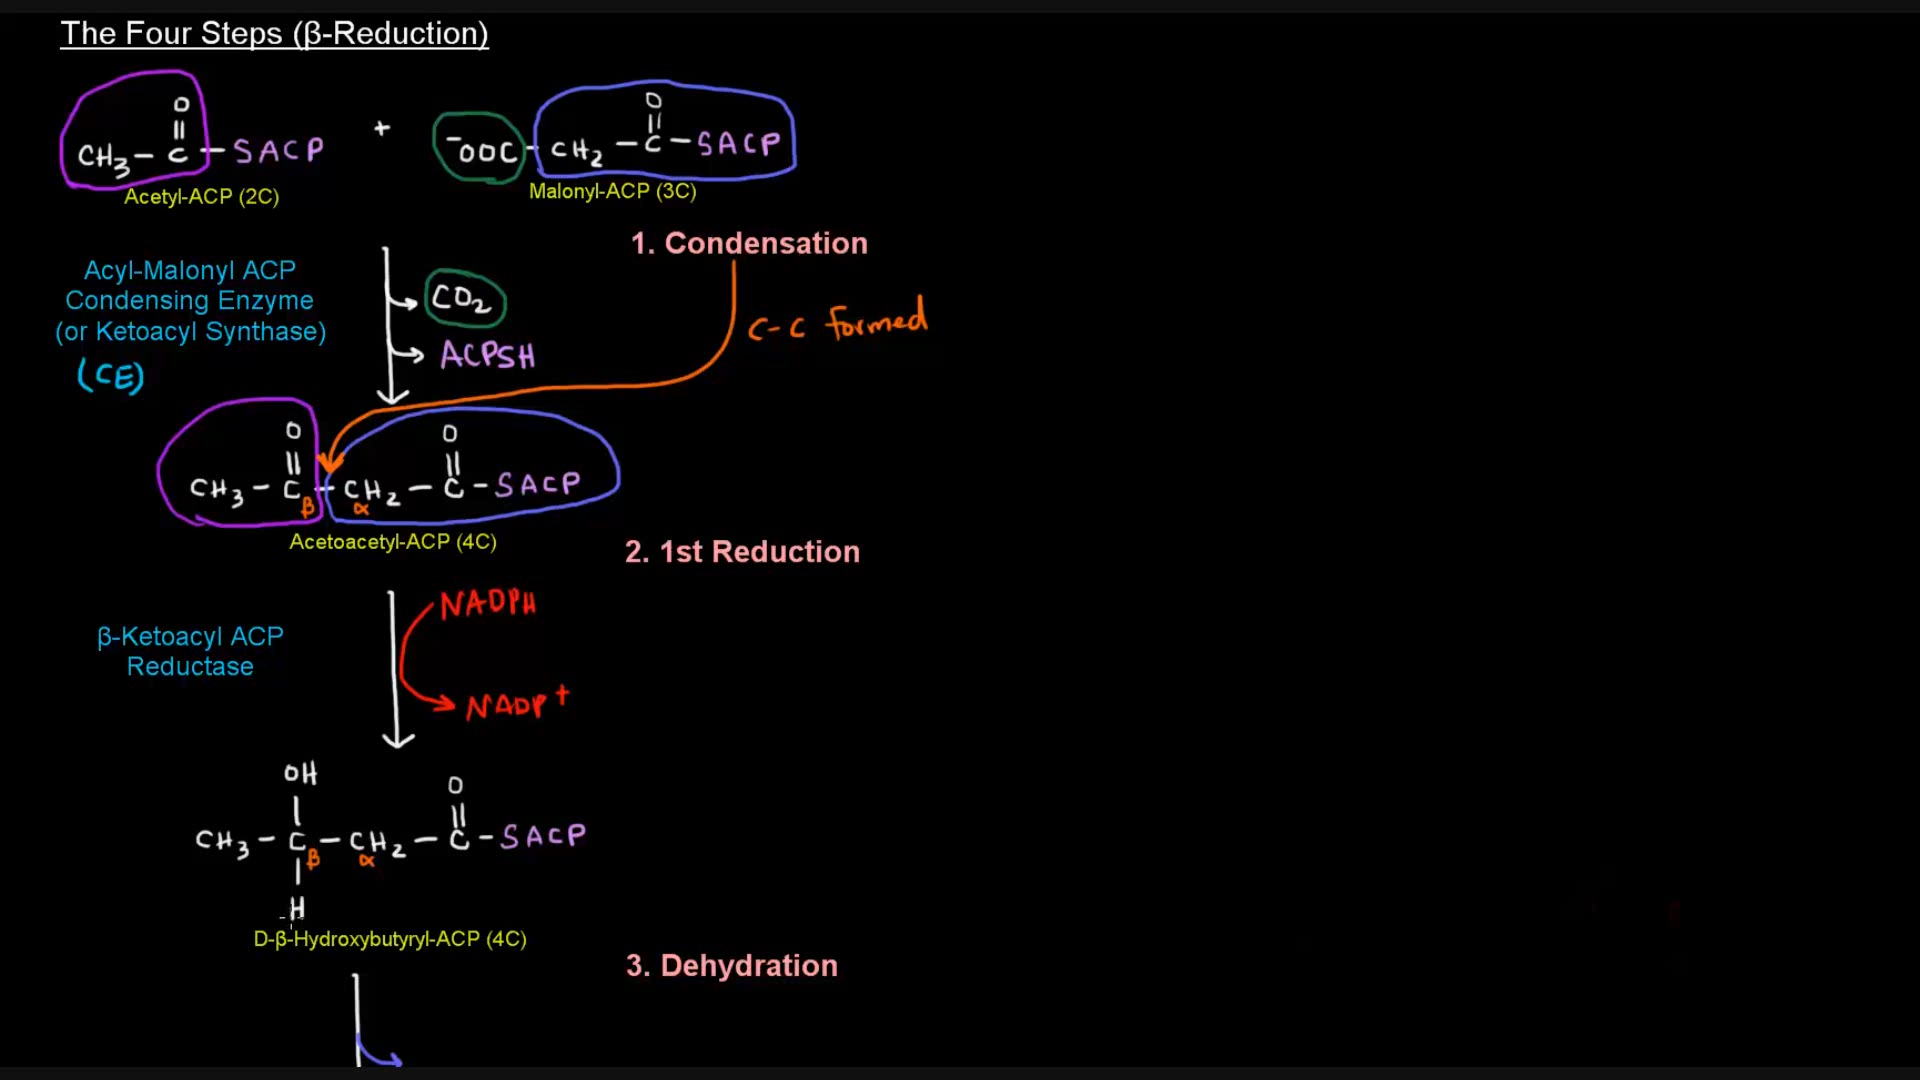 The Four Steps (β-Reduction)
O
CH3 – C – SACP + ⁻OOC – CH2 – C – SACP
O
Acetyl-ACP (2C)
Malonyl-ACP (3C)
1. Condensation
Acyl-Malonyl ACP
Condensing Enzyme
(or Ketoacyl Synthase)
(CE)
CO2
ACPSH
C-C formed
O O
CH3 – C – CH2 – C – SACP
β α
Acetoacetyl-ACP (4C)
2. 1st Reduction
β-Ketoacyl ACP
Reductase
NADPH
NADP+
OH O
CH3 – C – CH2 – C – SACP
β α
H
D-β-Hydroxybutyryl-ACP (4C)
3. Dehydration